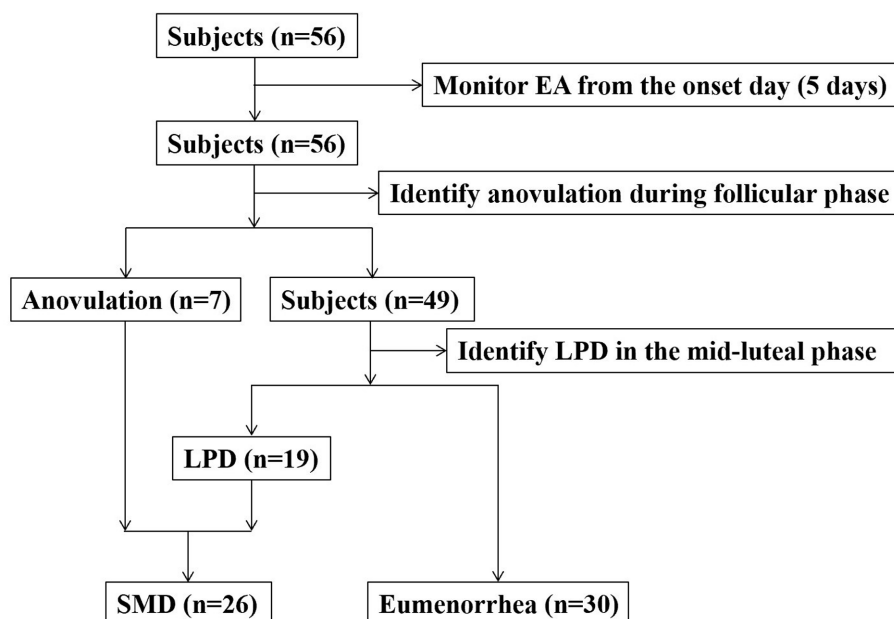 Subjects (n=56)
Monitor EA from the onset day (5 days)
Subjects (n=56)
Identify anovulation during follicular phase
Anovulation (n=7)
Subjects (n=49)
Identify LPD in the mid-luteal phase
LPD (n=19)
SMD (n=26)
Eumenorrhea (n=30)